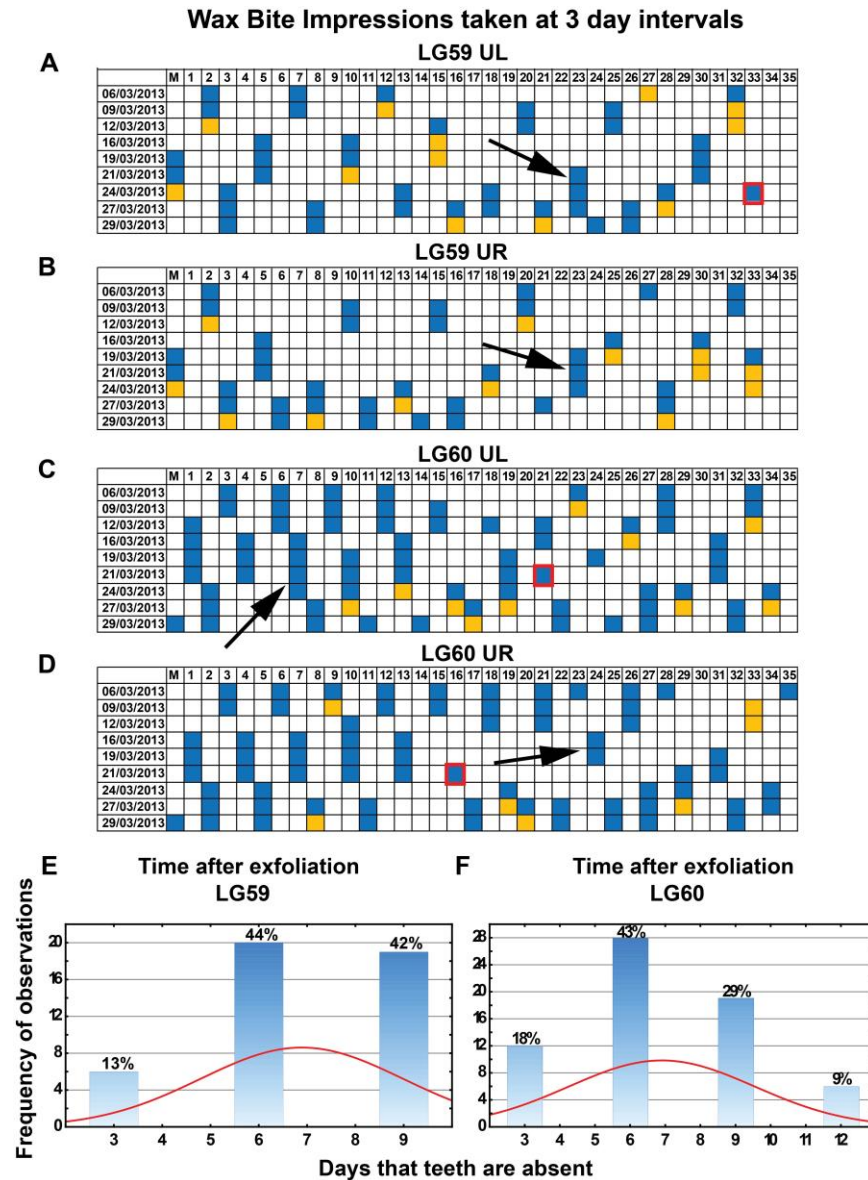 Wax Bite Impressions taken at 3 day intervals
A
LG59 UL
M 1 2 3 4 5 6 7 8 9 10 11 12 13 14 15 16 17 18 19 20 21 22 23 24 25 26 27 28 29 30 31 32 33 34 35
06/03/2013
09/03/2013
12/03/2013
16/03/2013
19/03/2013
21/03/2013
24/03/2013
27/03/2013
29/03/2013
B
LG59 UR
M 1 2 3 4 5 6 7 8 9 10 11 12 13 14 15 16 17 18 19 20 21 22 23 24 25 26 27 28 29 30 31 32 33 34 35
06/03/2013
09/03/2013
12/03/2013
16/03/2013
19/03/2013
21/03/2013
24/03/2013
27/03/2013
29/03/2013
C
LG60 UL
M 1 2 3 4 5 6 7 8 9 10 11 12 13 14 15 16 17 18 19 20 21 22 23 24 25 26 27 28 29 30 31 32 33 34 35
06/03/2013
09/03/2013
12/03/2013
16/03/2013
19/03/2013
21/03/2013
24/03/2013
27/03/2013
29/03/2013
D
LG60 UR
M 1 2 3 4 5 6 7 8 9 10 11 12 13 14 15 16 17 18 19 20 21 22 23 24 25 26 27 28 29 30 31 32 33 34 35
06/03/2013
09/03/2013
12/03/2013
16/03/2013
19/03/2013
21/03/2013
24/03/2013
27/03/2013
29/03/2013
E
Time after exfoliation
LG59
Frequency of observations
20
16
12
8
4
0
13%
44%
42%
3 4 5 6 7 8 9
F
Time after exfoliation
LG60
28
24
20
16
12
8
4
0
18%
43%
29%
9%
3 4 5 6 7 8 9 10 11 12
Days that teeth are absent